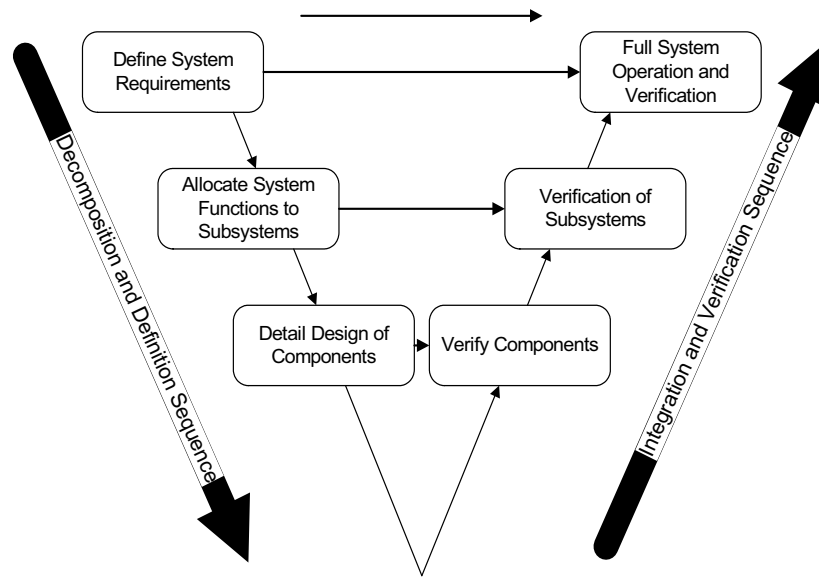 Define System
Requirements
Full System
Operation and
Verification
Allocate System
Functions to
Subsystems
Verification of
Subsystems
Detail Design of
Components
Verify Components
Decomposition and Definition Sequence
Integration and Verification Sequence